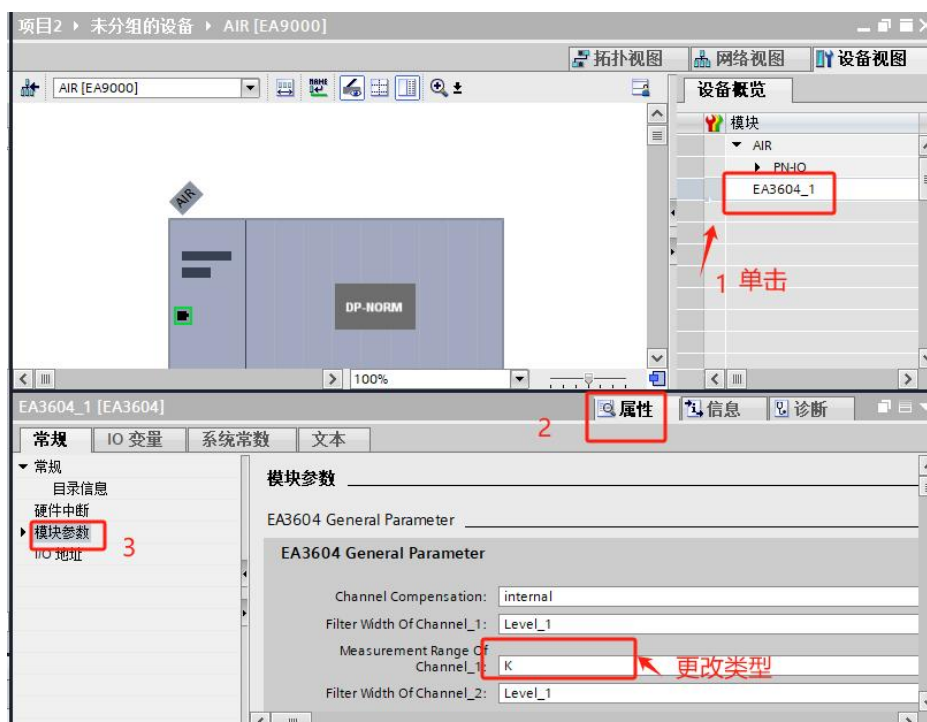 项目2 ▸ 未分组的设备 ▸ AIR [EA9000]
拓扑视图 网络视图 设备视图
AIR [EA9000]
设备概览
模块
AIR
PN-IO
EA3604_1
AIR
1 单击
DP-NORM
100%
EA3604_1 [EA3604]
属性 信息 诊断
2
常规 IO 变量 系统常数 文本
常规
目录信息
硬件中断
模块参数
3
I/O 地址
模块参数
EA3604 General Parameter
EA3604 General Parameter
Channel Compensation: internal
Filter Width Of Channel_1: Level_1
Measurement Range Of
Channel_1: K
更改类型
Filter Width Of Channel_2: Level_1